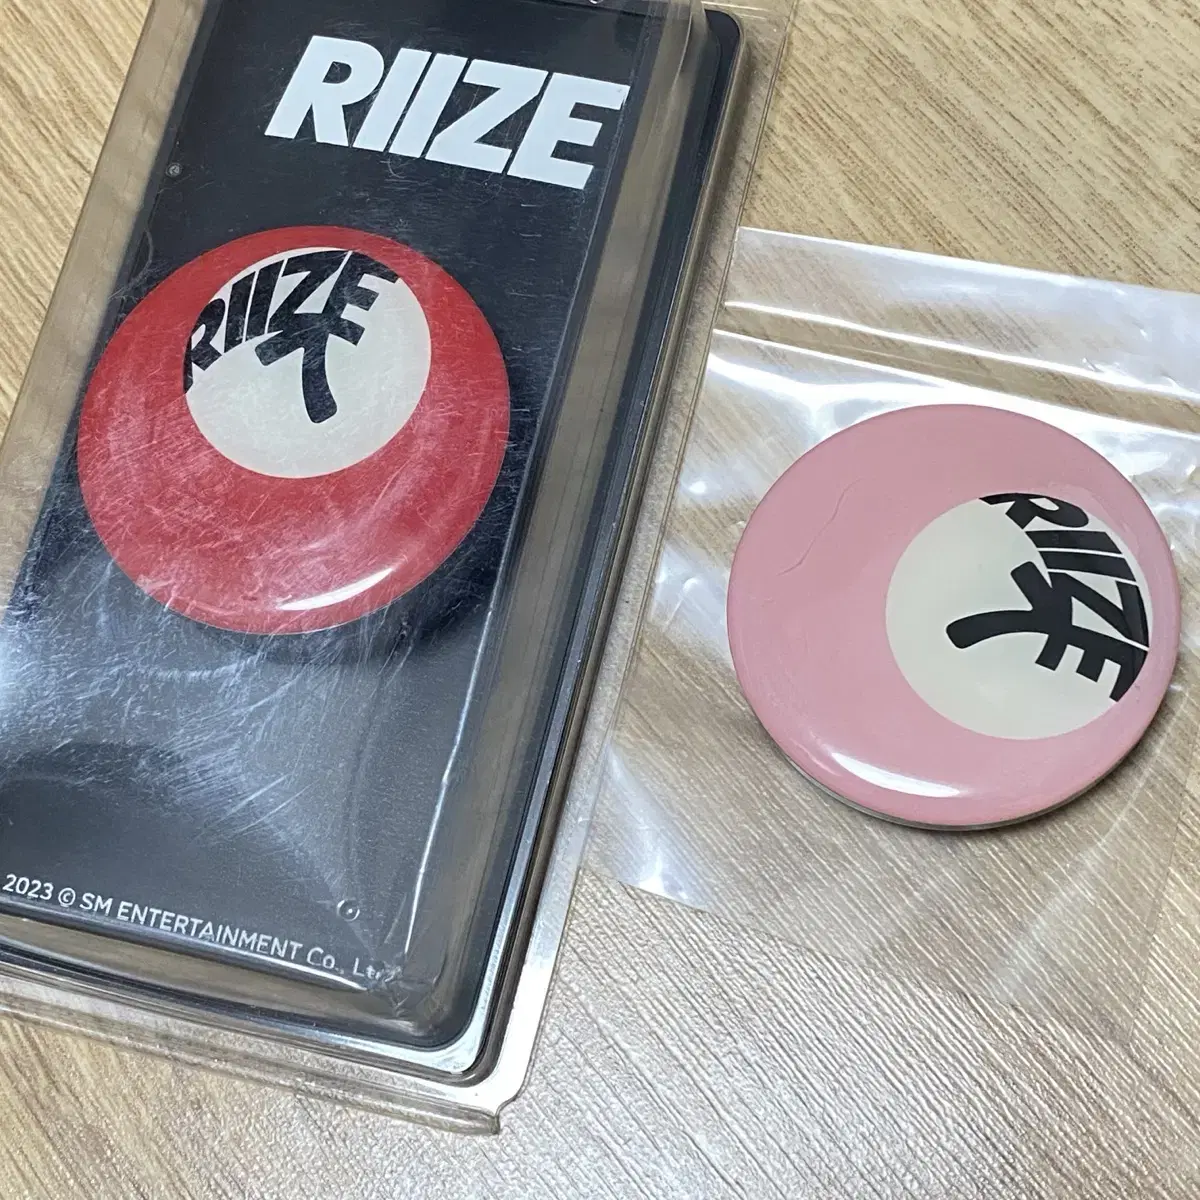 RIIZE
RIIZE
2023 © SM ENTERTAINMENT Co., Ltd.
RIIZE